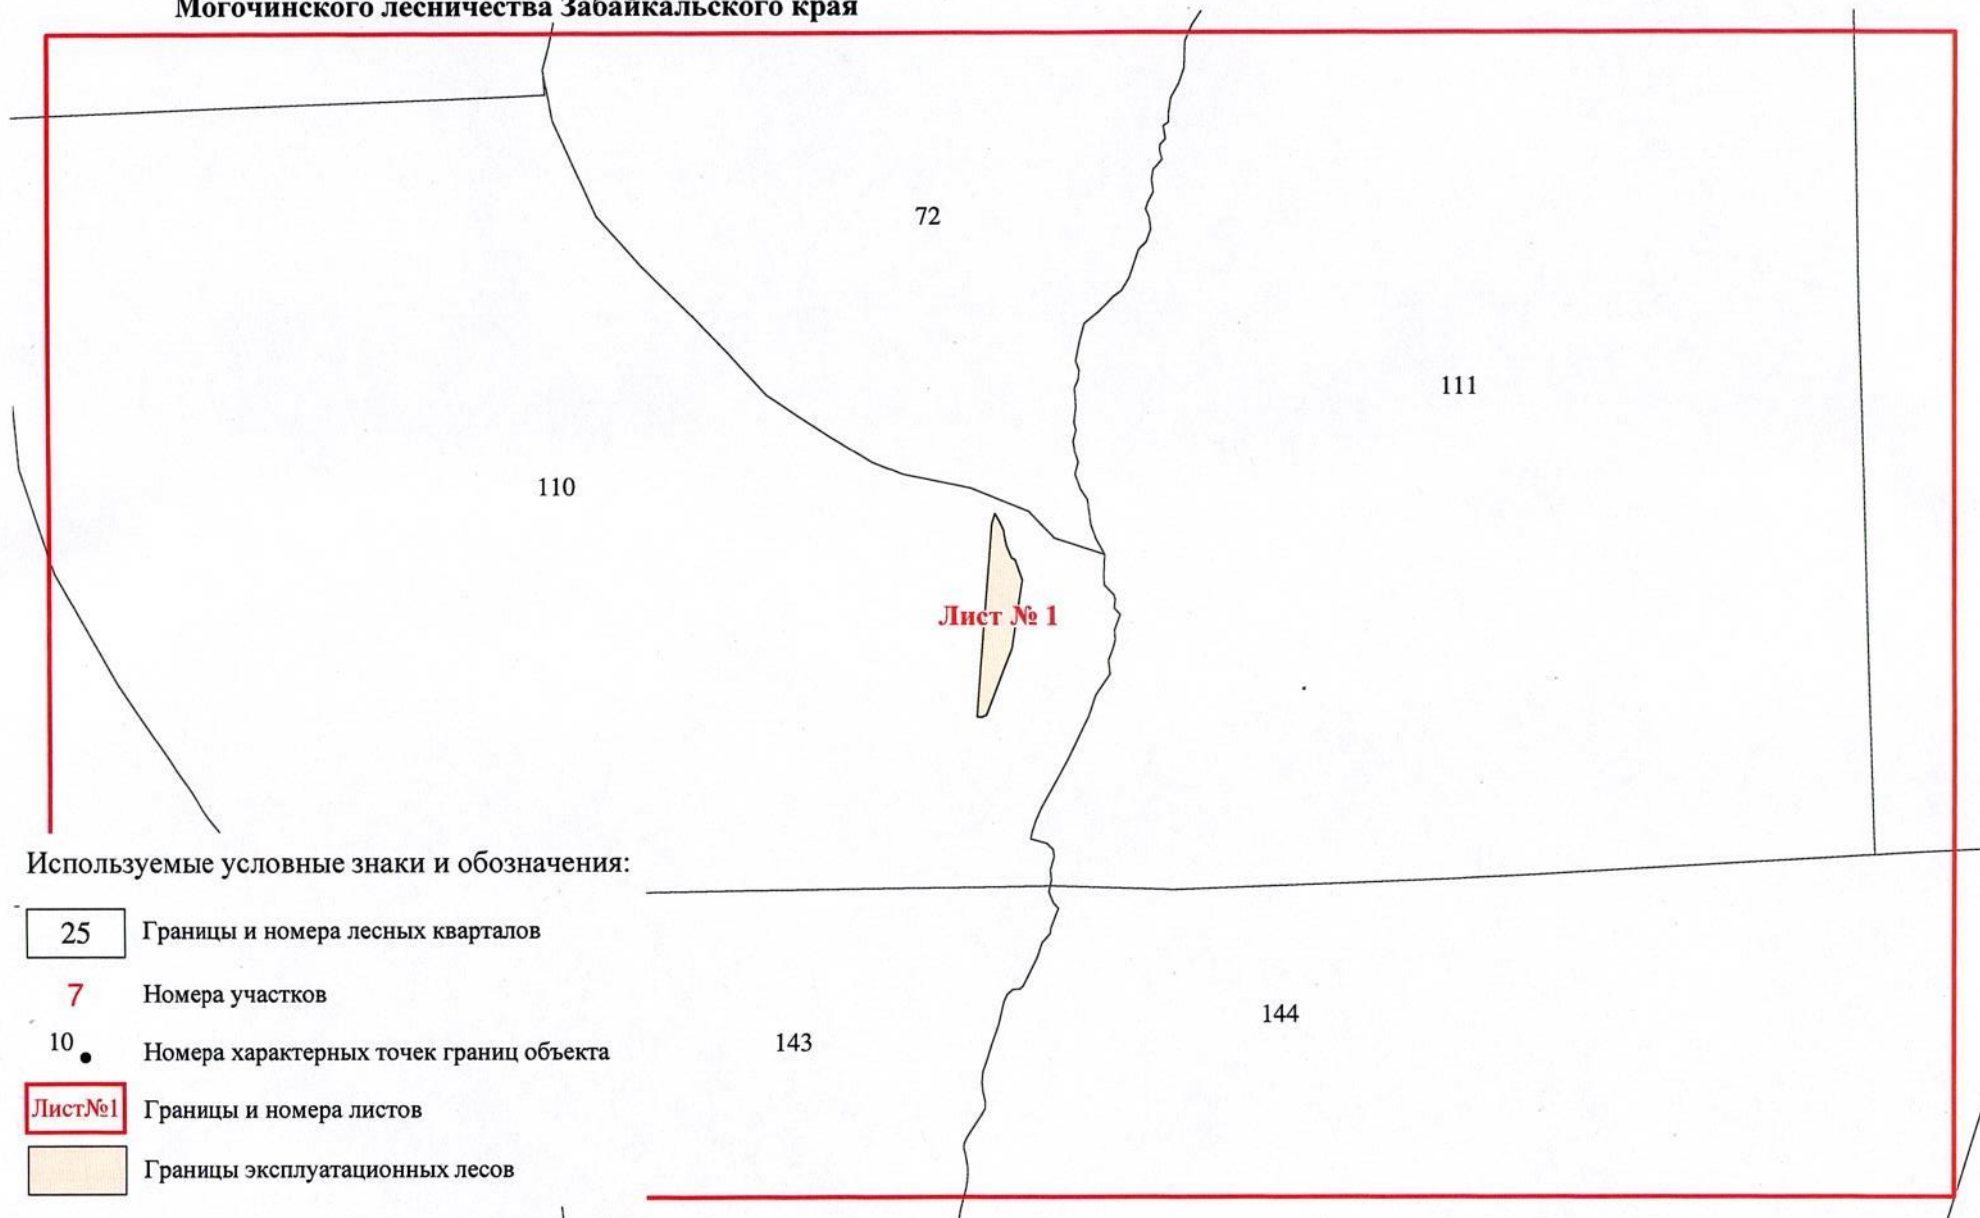 Могочинского лесничества Забайкальского края
72
111
110
Лист № 1
Используемые условные знаки и обозначения:
25 Границы и номера лесных кварталов
7 Номера участков
10 Номера характерных точек границ объекта
Лист№1 Границы и номера листов
Границы эксплуатационных лесов
143
144